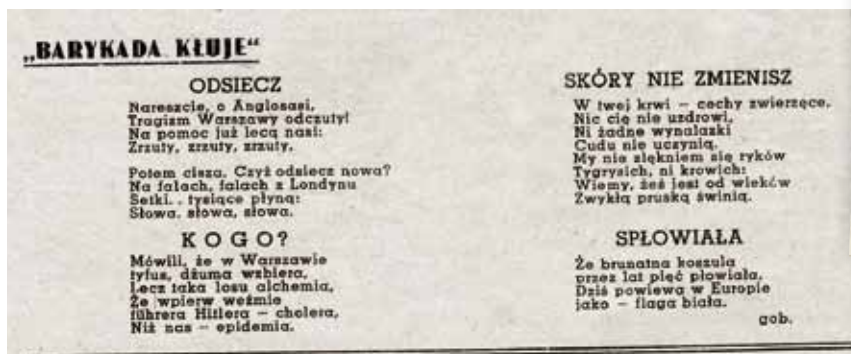 „BARYKADA KŁUJE“
ODSIECZ
Nareszcie, o Anglosasi,
Tragizm Warszawy odczuty!
Na pomoc już lecą nasi:
Zrzuty, zrzuty, zrzuty.
Potem cisza. Czyż odsiecz nowa?
Na falach, falach z Londynu
Setki.. tysiące płyną:
Słowa, słowa, słowa.
KOGO?
Mówili, że w Warszawie
tyfus, dżuma wzbiera,
Lecz taka losu alchemia,
Że wpierw weźmie
führera Hitlera – cholera,
Niż nas – epidemia.
SKÓRY NIE ZMIENISZ
W twej krwi – cechy zwierzęce,
Nic cię nie uzdrowi,
Ni żadne wynalazki
Cudu nie uczynią.
My nie zlękniem się ryków
Tygrysich, ni krowich:
Wiemy, żeś jest od wieków
Zwykłą pruską świnią.
SPŁOWIAŁA
Że brunatna koszula
przez lat pięć płowiała,
Dziś powiewa w Europie
jako – flaga biała.
gob.